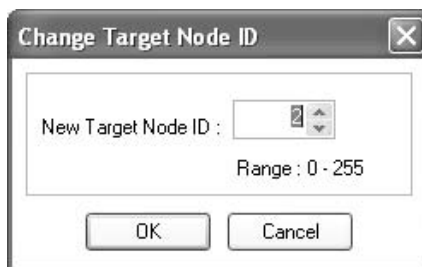 Change Target Node ID
New Target Node ID : 2
Range : 0 - 255
OK Cancel